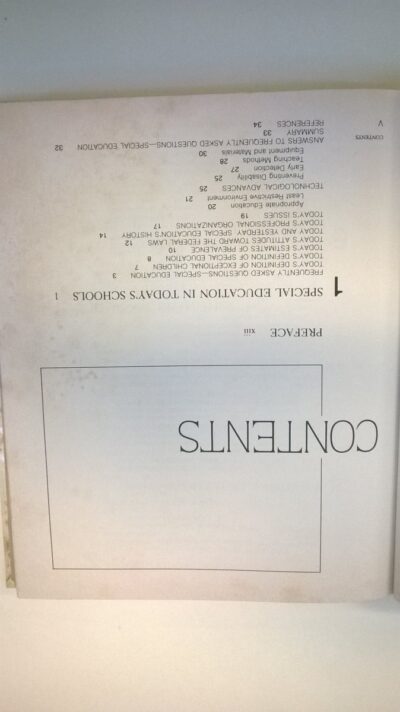 CONTENTS
PREFACE xiii
1 SPECIAL EDUCATION IN TODAY'S SCHOOLS 1
FREQUENTLY ASKED QUESTIONS—SPECIAL EDUCATION 3
TODAY'S DEFINITION OF EXCEPTIONAL CHILDREN 7
TODAY'S DEFINITION OF SPECIAL EDUCATION 8
TODAY'S ESTIMATES OF PREVALENCE 10
TODAY'S ATTITUDES TOWARD THE FEDERAL LAWS 12
TODAY AND YESTERDAY: SPECIAL EDUCATION'S HISTORY 14
TODAY'S PROFESSIONAL ORGANIZATIONS 17
TODAY'S ISSUES 19
Appropriate Education 20
Least Restrictive Environment 21
TECHNOLOGICAL ADVANCES 25
Preventing Disability 25
Early Detection 27
Teaching Methods 28
Equipment and Materials 30
ANSWERS TO FREQUENTLY ASKED QUESTIONS—SPECIAL EDUCATION 32
SUMMARY 33
REFERENCES 34
CONTENTS
V